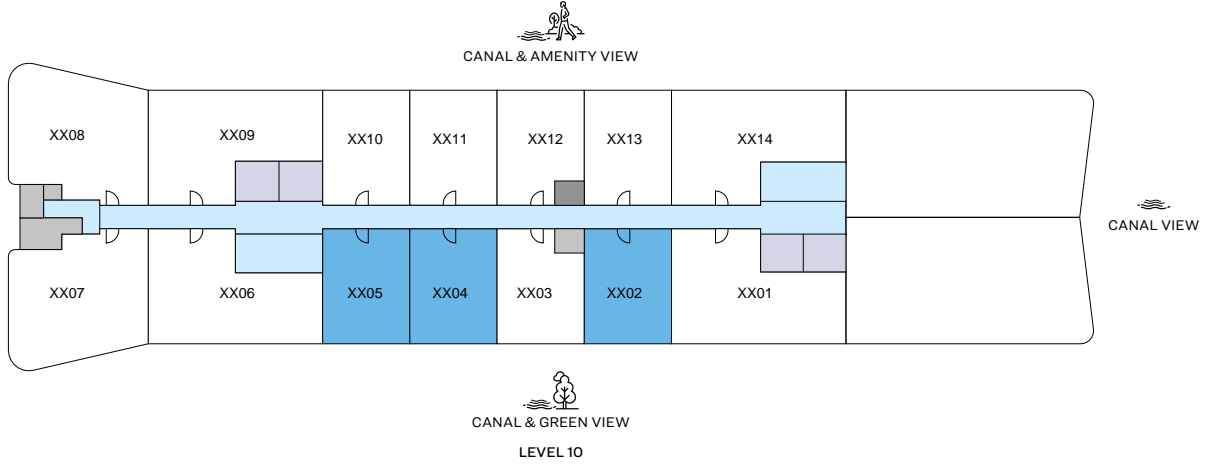 CANAL & AMENITY VIEW
XX08
XX09
XX10
XX11
XX12
XX13
XX14
CANAL VIEW
XX07
XX06
XX05
XX04
XX03
XX02
XX01
CANAL & GREEN VIEW
LEVEL 10